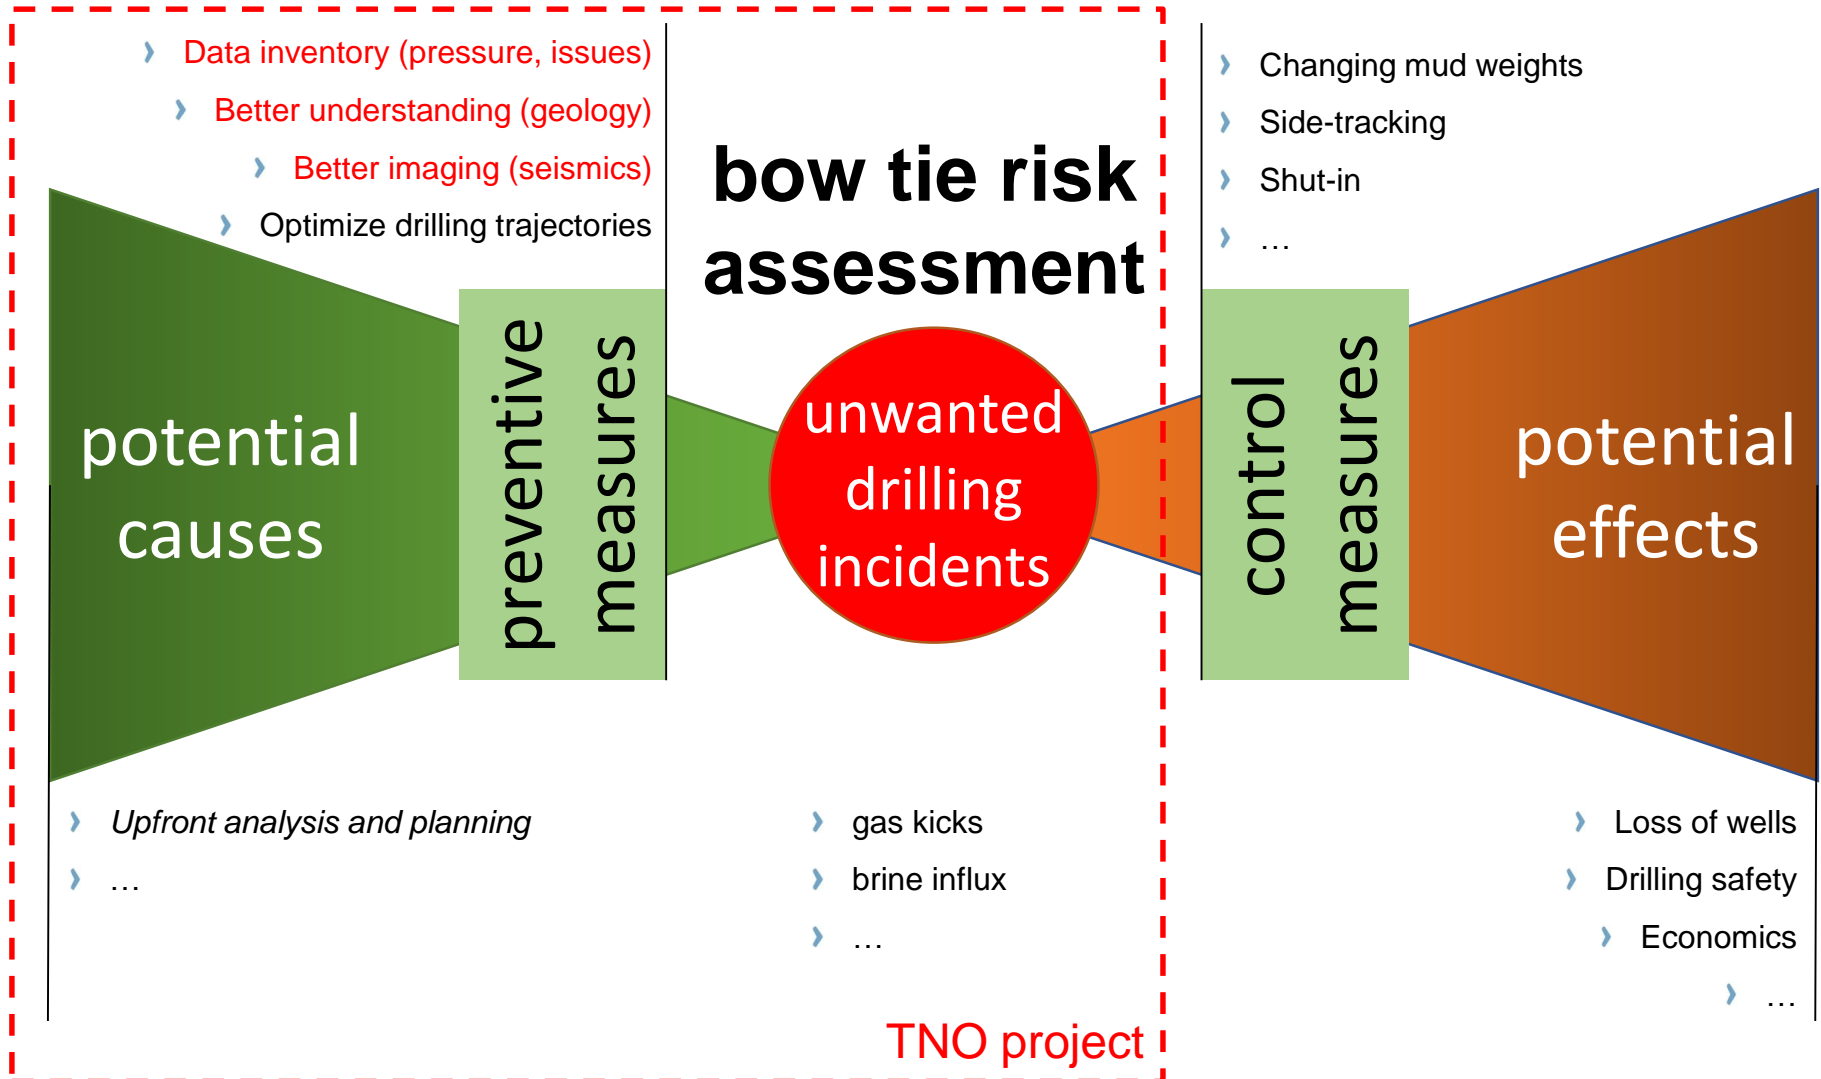 Data inventory (pressure, issues)
Better understanding (geology)
Better imaging (seismics)
Optimize drilling trajectories
bow tie risk
assessment
Changing mud weights
Side-tracking
Shut-in
…
potential
causes
preventive
measures
unwanted
drilling
incidents
control
measures
potential
effects
Upfront analysis and planning
…
gas kicks
brine influx
…
Loss of wells
Drilling safety
Economics
…
TNO project